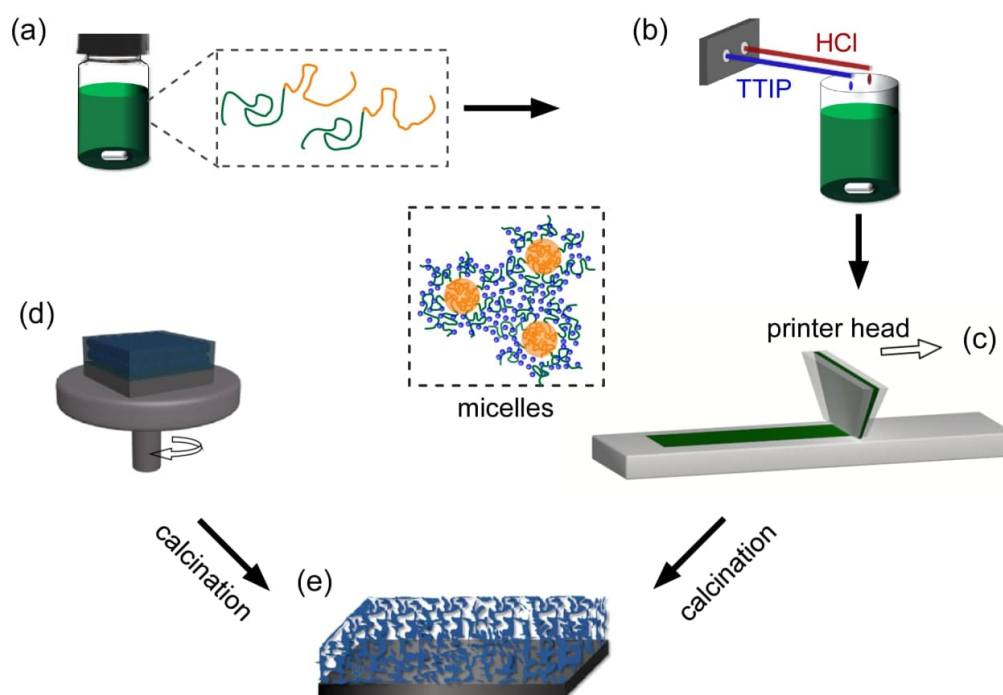 (a)
(b)
HCl
TTIP
(d)
printer head
(c)
micelles
calcination
calcination
(e)